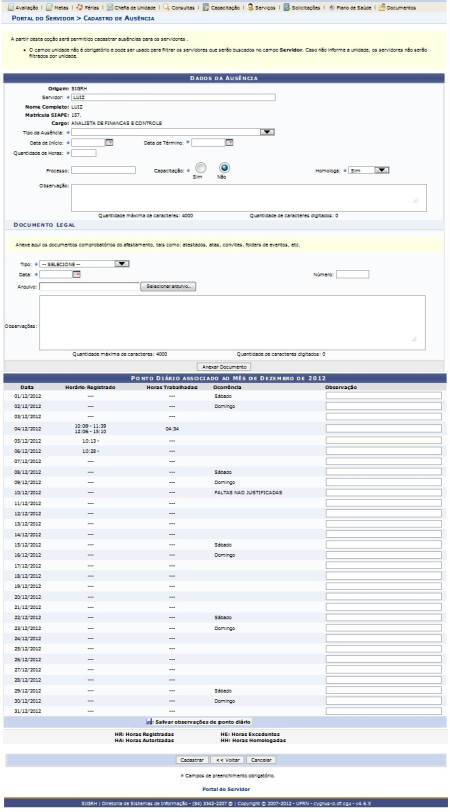 Avaliação | Metas | Férias | Chefia de Unidade | Consultas | Capacitação | Serviços | Solicitações | Plano de Saúde | Documentos
Portal do Servidor > Cadastro de Ausência
A partir desta opção será permitido cadastrar ausências para os servidores.
• O campo unidade não é obrigatório e pode ser usado para filtrar os servidores que serão buscados no campo Servidor. Caso não informe a unidade, os servidores não serão filtrados por unidade.
Dados da Ausência
Origem: SIGRH
Servidor: * LUIZ
Nome Completo: LUIZ
Matrícula SIAPE: 157.
Cargo: ANALISTA DE FINANCAS E CONTROLE
Tipo da Ausência: *
Data de Início: * Data de Término: *
Quantidade de Horas: *
Processo: Capacitação: * Sim Não Homologa: * Sim
Observação:
Quantidade máxima de caracteres: 4000 Quantidade de caracteres digitados: 0
Documento Legal
Anexe aqui os documentos comprobatórios do afastamento, tais como: atestados, atas, convites, folders de eventos, etc.
Tipo: * -- SELECIONE --
Data: * Número:
Arquivo: Selecionar arquivo...
Observações:
Quantidade máxima de caracteres: 4000 Quantidade de caracteres digitados: 0
Anexar Documento
Ponto Diário associado ao Mês de Dezembro de 2012
Data Horário Registrado Horas Trabalhadas Ocorrência Observação
01/12/2012 --- --- Sábado
02/12/2012 --- --- Domingo
03/12/2012 --- ---
04/12/2012 10:09 - 11:39 12:06 - 15:10 04:34
05/12/2012 10:13 - ---
06/12/2012 10:28 - ---
07/12/2012 --- ---
08/12/2012 --- --- Sábado
09/12/2012 --- --- Domingo
10/12/2012 --- --- FALTAS NAO JUSTIFICADAS
11/12/2012 --- ---
12/12/2012 --- ---
13/12/2012 --- ---
14/12/2012 --- ---
15/12/2012 --- --- Sábado
16/12/2012 --- --- Domingo
17/12/2012 --- ---
18/12/2012 --- ---
19/12/2012 --- ---
20/12/2012 --- ---
21/12/2012 --- ---
22/12/2012 --- --- Sábado
23/12/2012 --- --- Domingo
24/12/2012 --- ---
25/12/2012 --- ---
26/12/2012 --- ---
27/12/2012 --- ---
28/12/2012 --- ---
29/12/2012 --- --- Sábado
30/12/2012 --- --- Domingo
31/12/2012 --- ---
Salvar observações de ponto diário
HR: Horas Registradas HE: Horas Excedentes
HA: Horas Autorizadas HH: Horas Homologadas
Cadastrar << Voltar Cancelar
* Campos de preenchimento obrigatório.
Portal do Servidor
SIGRH | Diretoria de Sistemas de Informação - (84) 3342-2207 @ | Copyright © 2007-2012 - UFRN - cygnus-d.df.cgu - v4.6.3